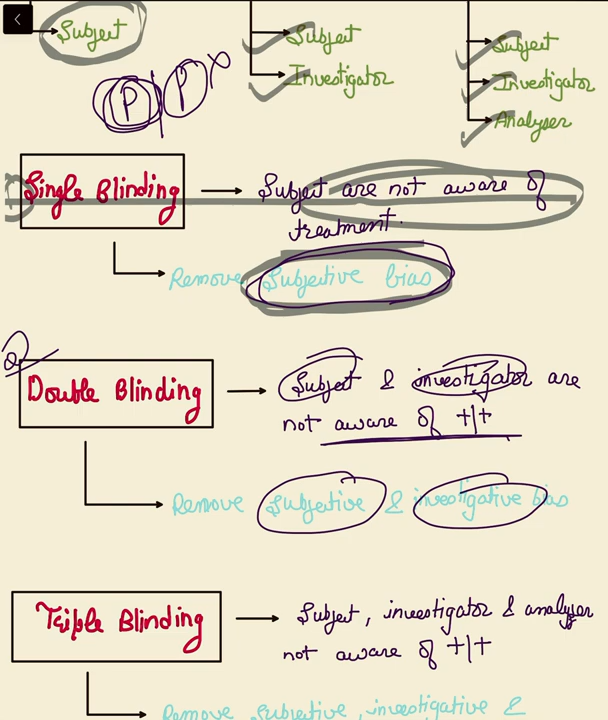 Subject
Subject
Investigator
Subject
Investigator
Analyser
P P
Single Blinding
Subject are not aware of
treatment.
Remove Subjective bias
2
Double Blinding
Subject & investigator are
not aware of t/t
Remove Subjective & investigative bias
Triple Blinding
Subject, investigator & analyser
not aware of t/t
Remove Subjective, investigative &